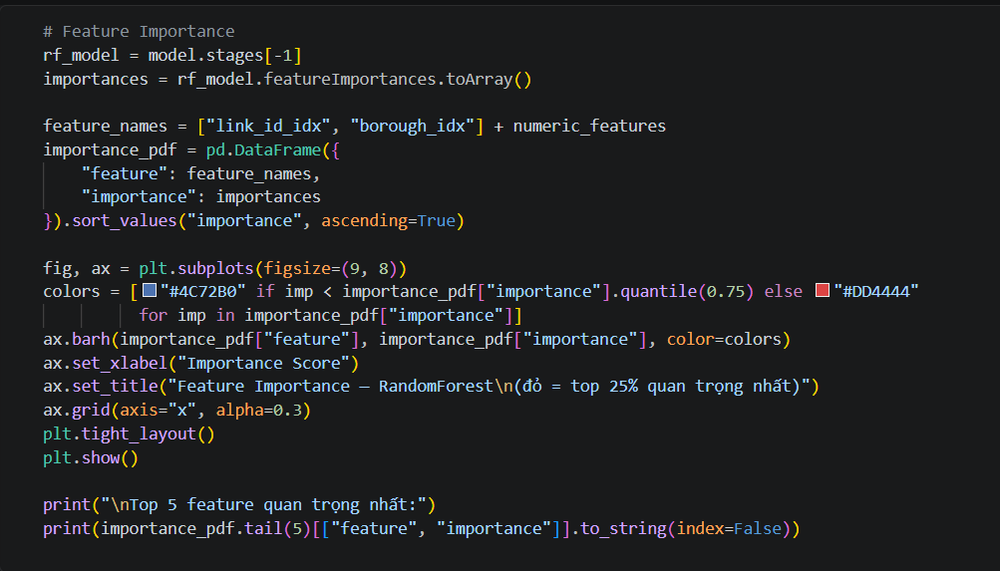 # Feature Importance
rf_model = model.stages[-1]
importances = rf_model.featureImportances.toArray()
feature_names = ["link_id_idx", "borough_idx"] + numeric_features
importance_pdf = pd.DataFrame({
    "feature": feature_names,
    "importance": importances
}).sort_values("importance", ascending=True)
fig, ax = plt.subplots(figsize=(9, 8))
colors = ["#4C72B0" if imp < importance_pdf["importance"].quantile(0.75) else "#DD4444"
          for imp in importance_pdf["importance"]]
ax.barh(importance_pdf["feature"], importance_pdf["importance"], color=colors)
ax.set_xlabel("Importance Score")
ax.set_title("Feature Importance — RandomForest\n(đỏ = top 25% quan trọng nhất)")
ax.grid(axis="x", alpha=0.3)
plt.tight_layout()
plt.show()
print("\nTop 5 feature quan trọng nhất:")
print(importance_pdf.tail(5)[["feature", "importance"]].to_string(index=False))